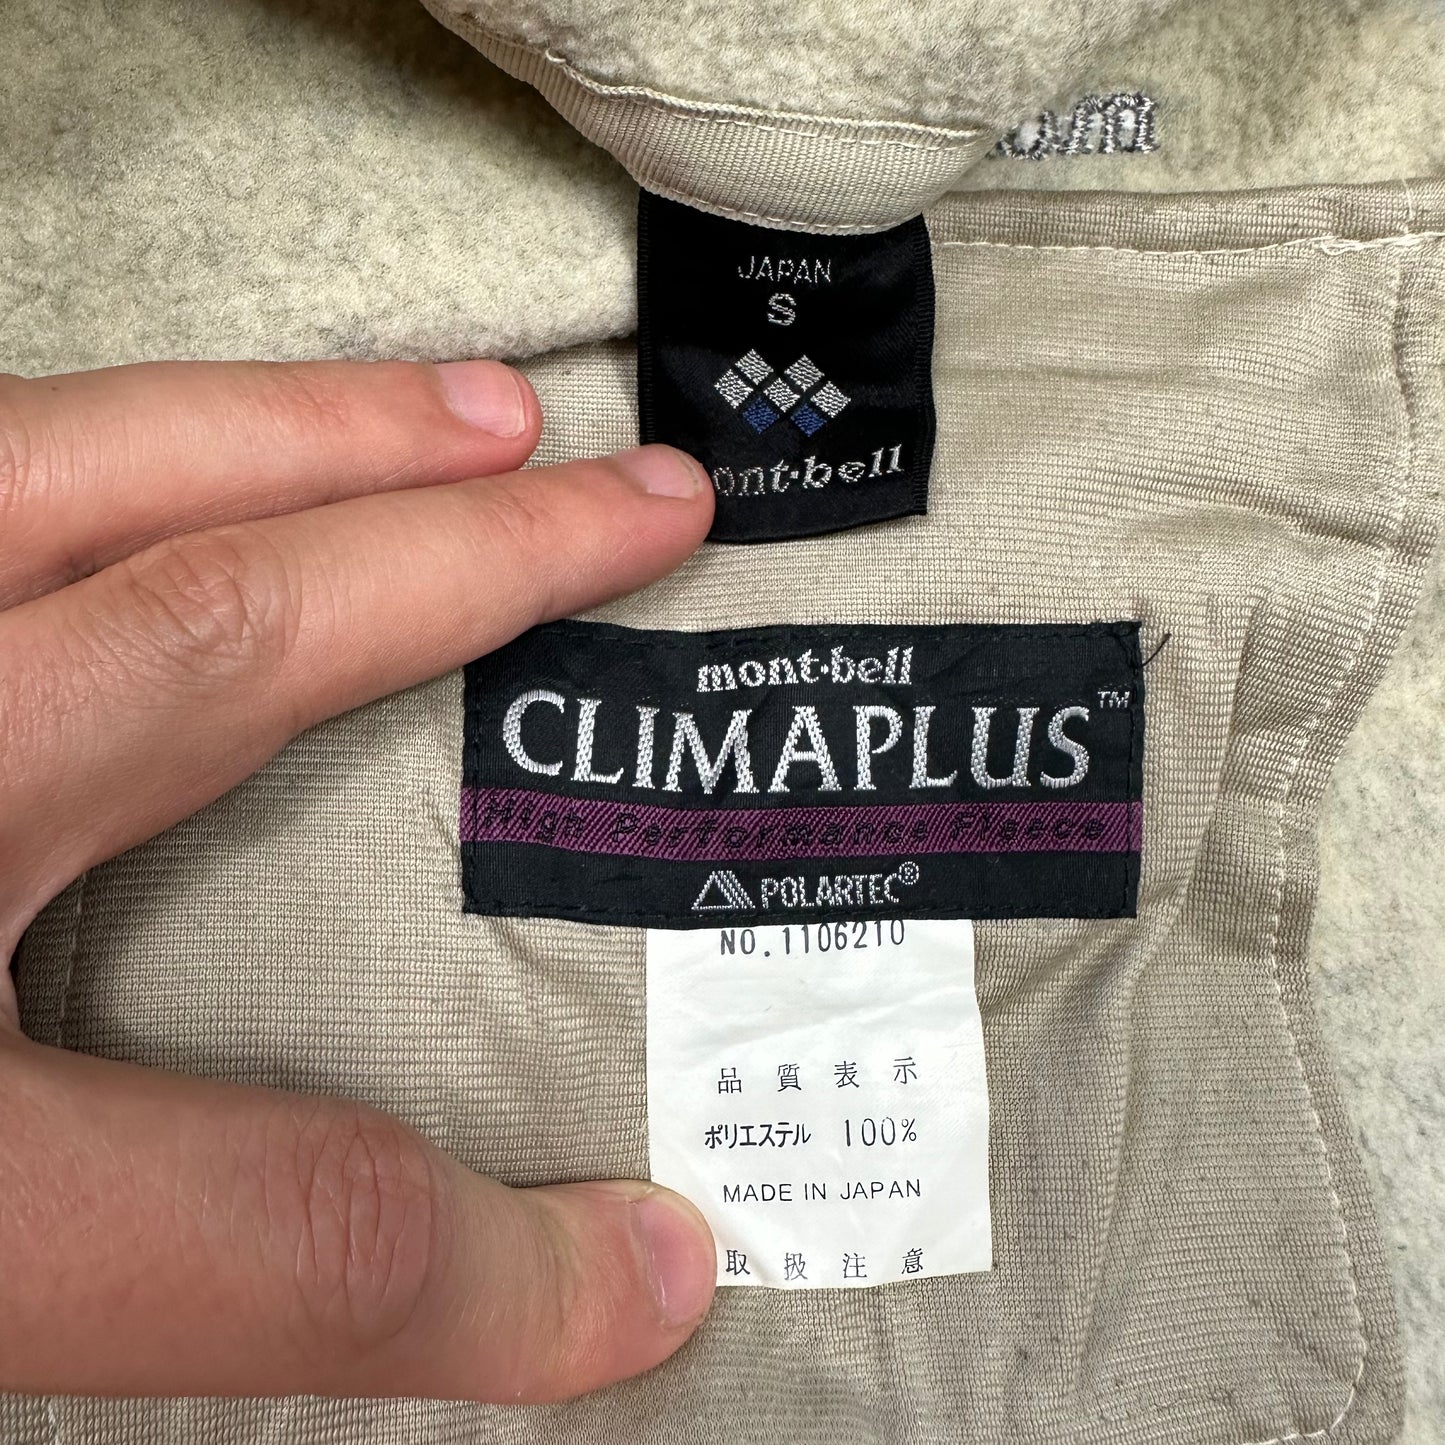 JAPAN
S
mont·bell
mont·bell
CLIMAPLUS™
High Performance Fleece
POLARTEC®
NO.1106210
品質表示
ポリエステル 100%
MADE IN JAPAN
取扱注意